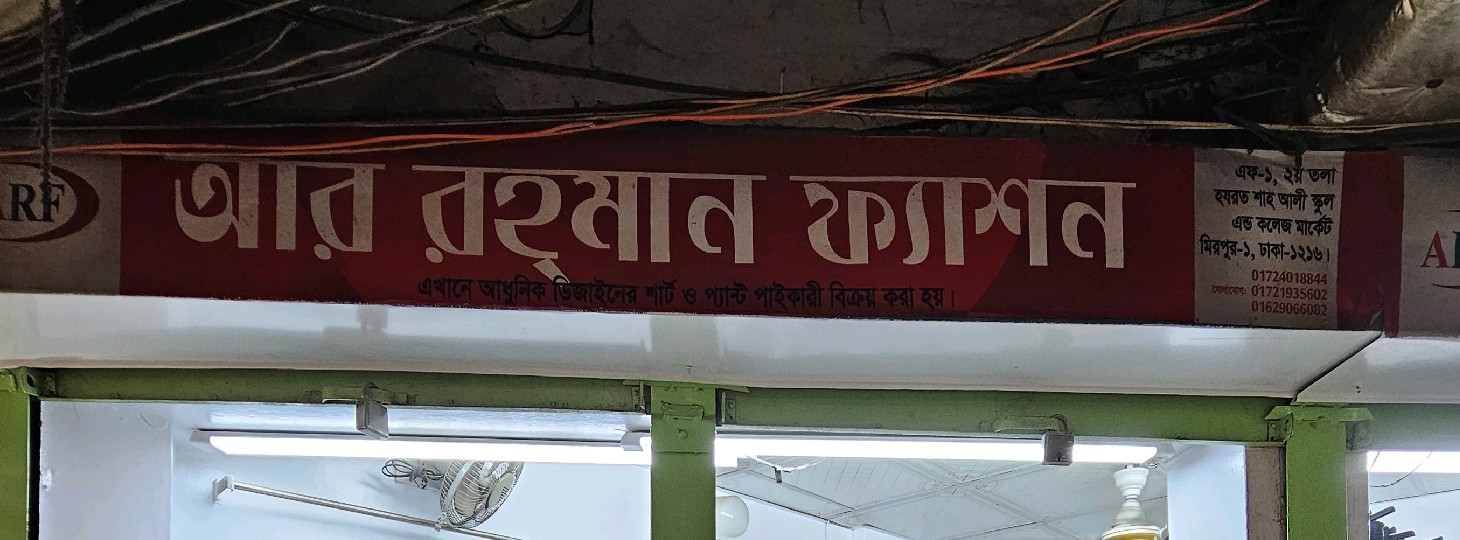 ARF
আর রহ্মান ফ্যাশন
এখানে আধুনিক ডিজাইনের শার্ট ও প্যান্ট পাইকারী বিক্রয় করা হয়।
এফ-১, ২য় তলা
হযরত শাহ আলী স্কুল
এন্ড কলেজ মার্কেট
মিরপুর-১, ঢাকা-১২১৬।
01724018844
যোগাযোগ: 01721935602
01629066082